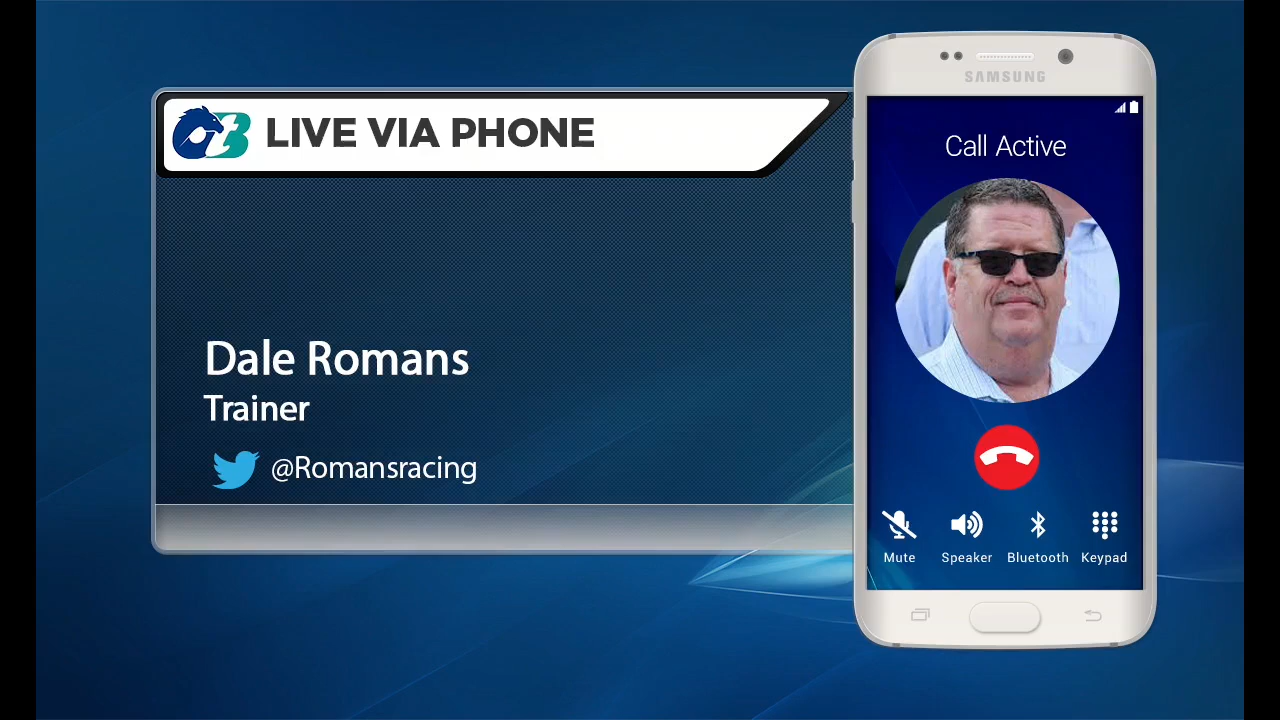 LIVE VIA PHONE
Dale Romans
Trainer
@Romansracing
SAMSUNG
Call Active
Mute Speaker Bluetooth Keypad